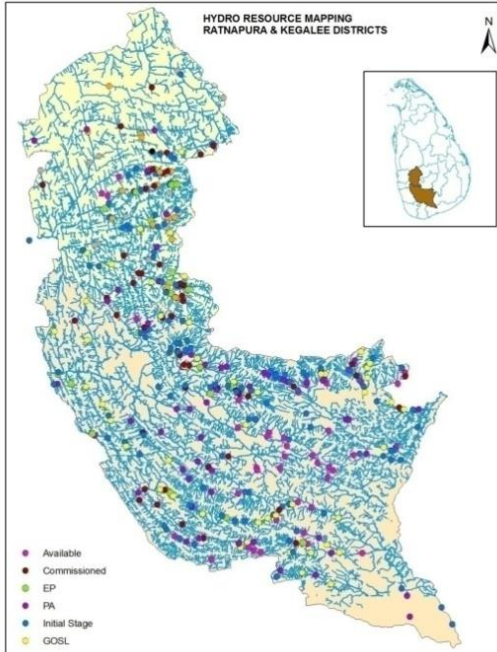 HYDRO RESOURCE MAPPING
RATNAPURA & KEGALEE DISTRICTS
N
Available
Commissioned
EP
PA
Initial Stage
GOSL